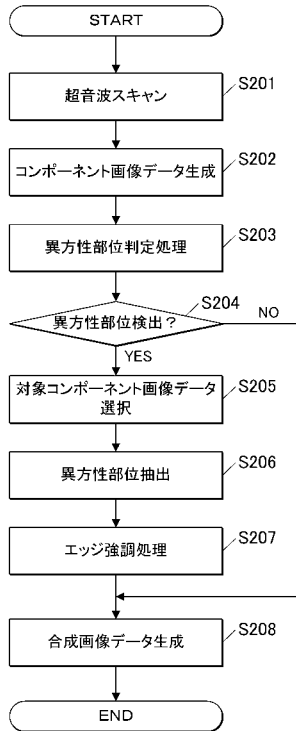 START
超音波スキャン
S201
コンポーネント画像データ生成
S202
異方性部位判定処理
S203
異方性部位検出？
S204
NO
YES
対象コンポーネント画像データ
選択
S205
異方性部位抽出
S206
エッジ強調処理
S207
合成画像データ生成
S208
END